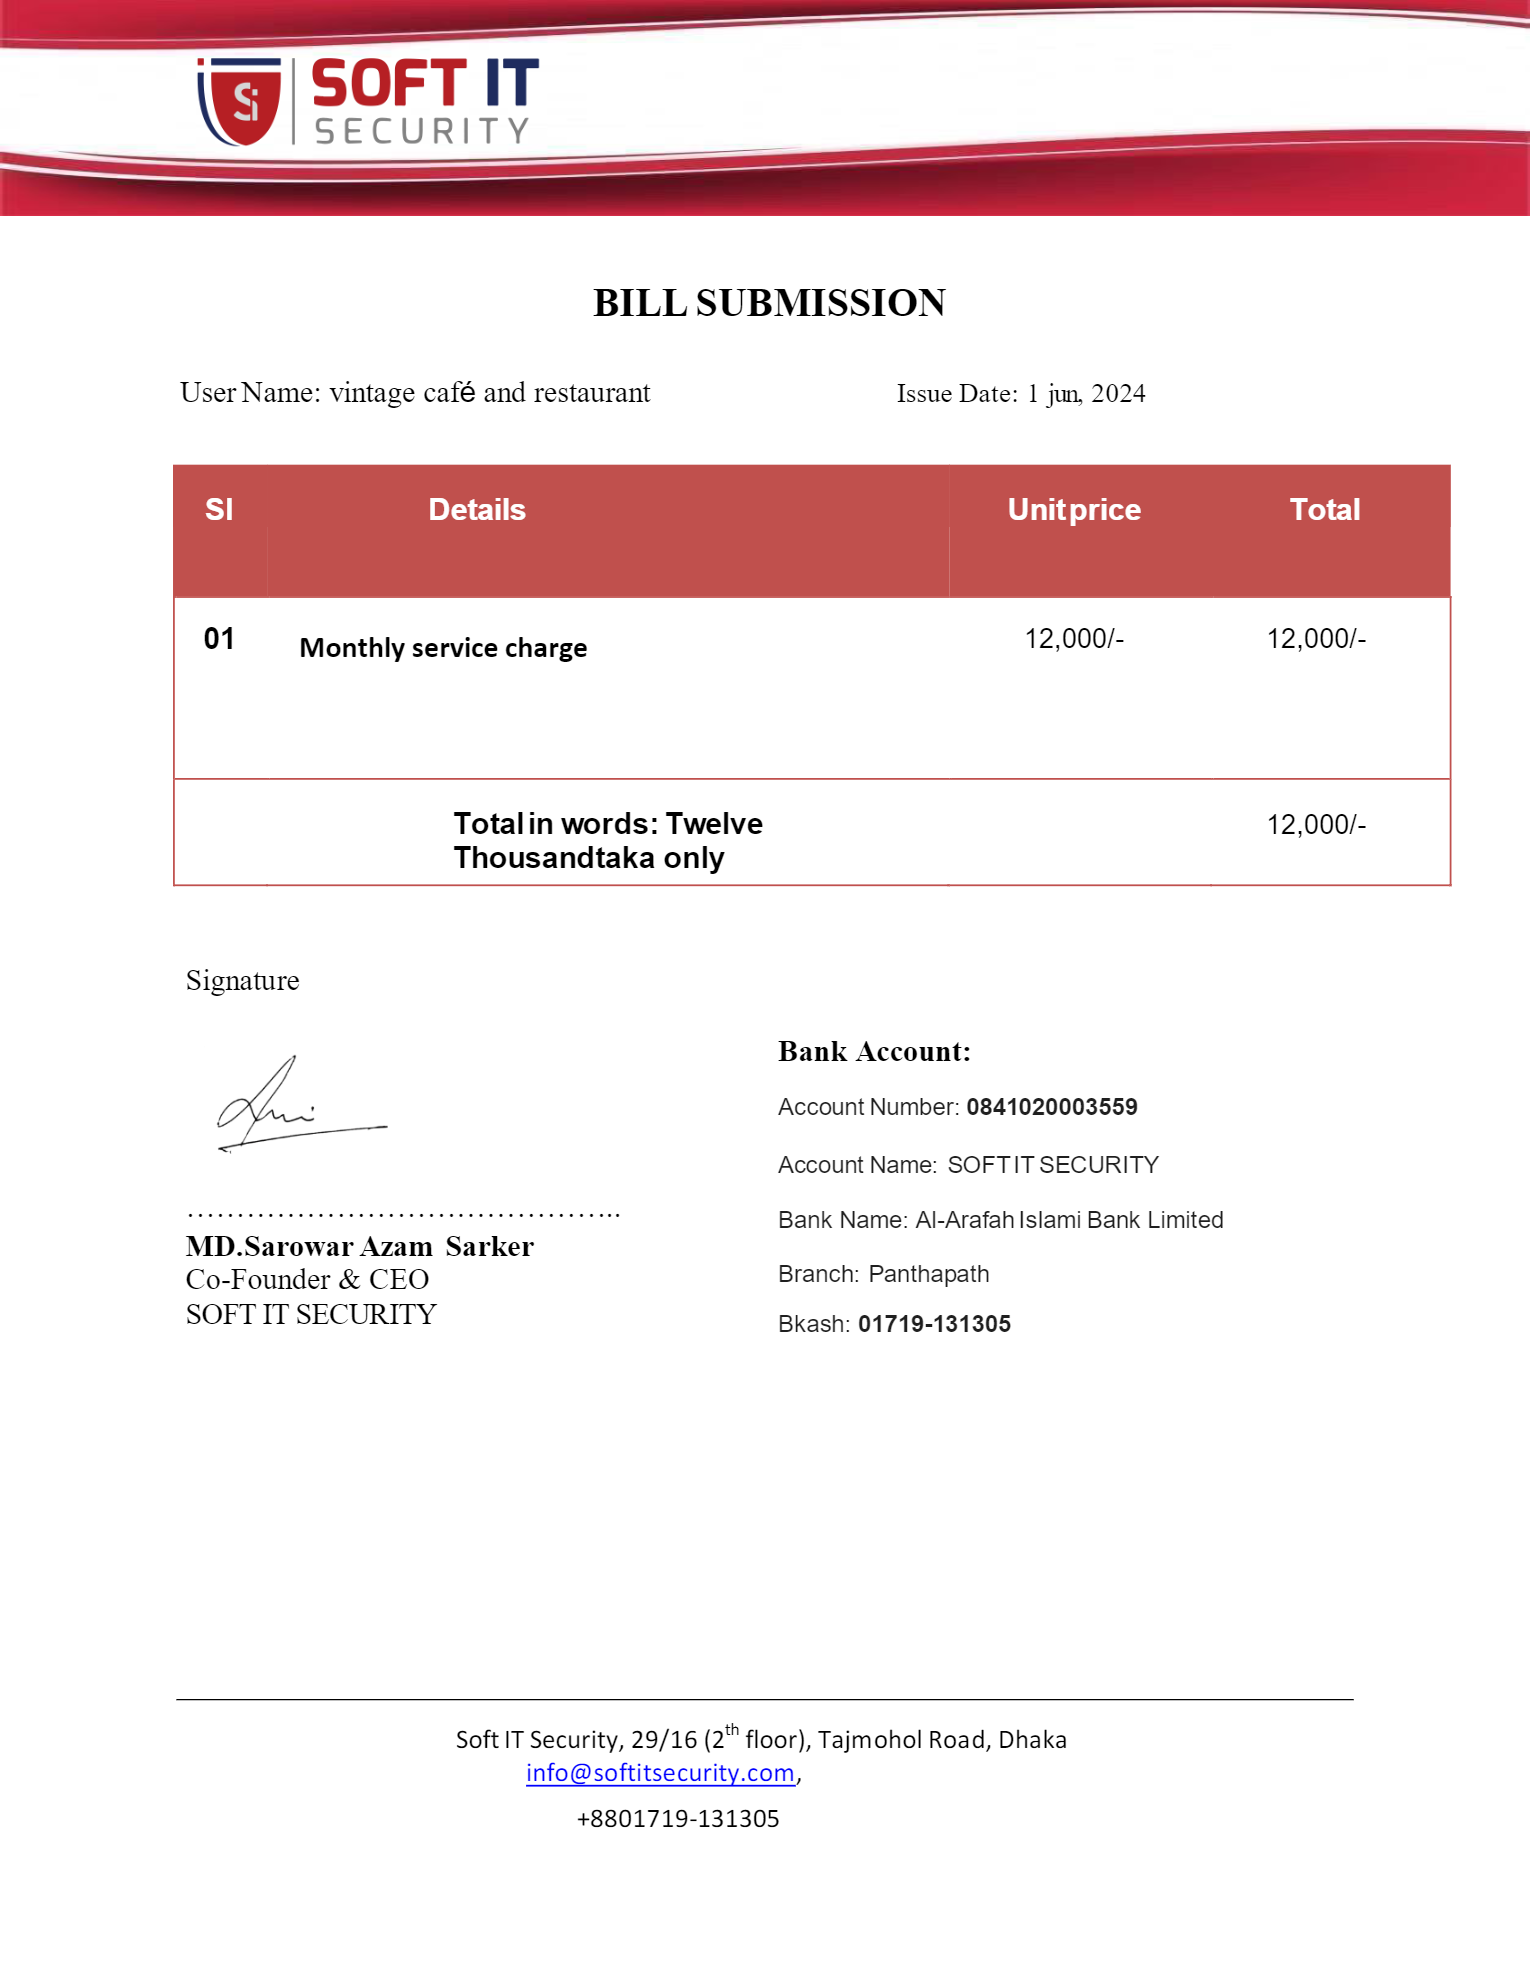 Si
SOFT IT
SECURITY
BILL SUBMISSION
User Name: vintage café and restaurant
Issue Date: 1 jun, 2024
Sl Details Unit price Total
01 Monthly service charge 12,000/- 12,000/-
Total in words: Twelve
Thousandtaka only
12,000/-
Signature
……………………………………..
MD.Sarowar Azam Sarker
Co-Founder & CEO
SOFT IT SECURITY
Bank Account:
Account Number: 0841020003559
Account Name: SOFT IT SECURITY
Bank Name: Al-Arafah Islami Bank Limited
Branch: Panthapath
Bkash: 01719-131305
Soft IT Security, 29/16 (2th floor), Tajmohol Road, Dhaka
info@softitsecurity.com,
+8801719-131305